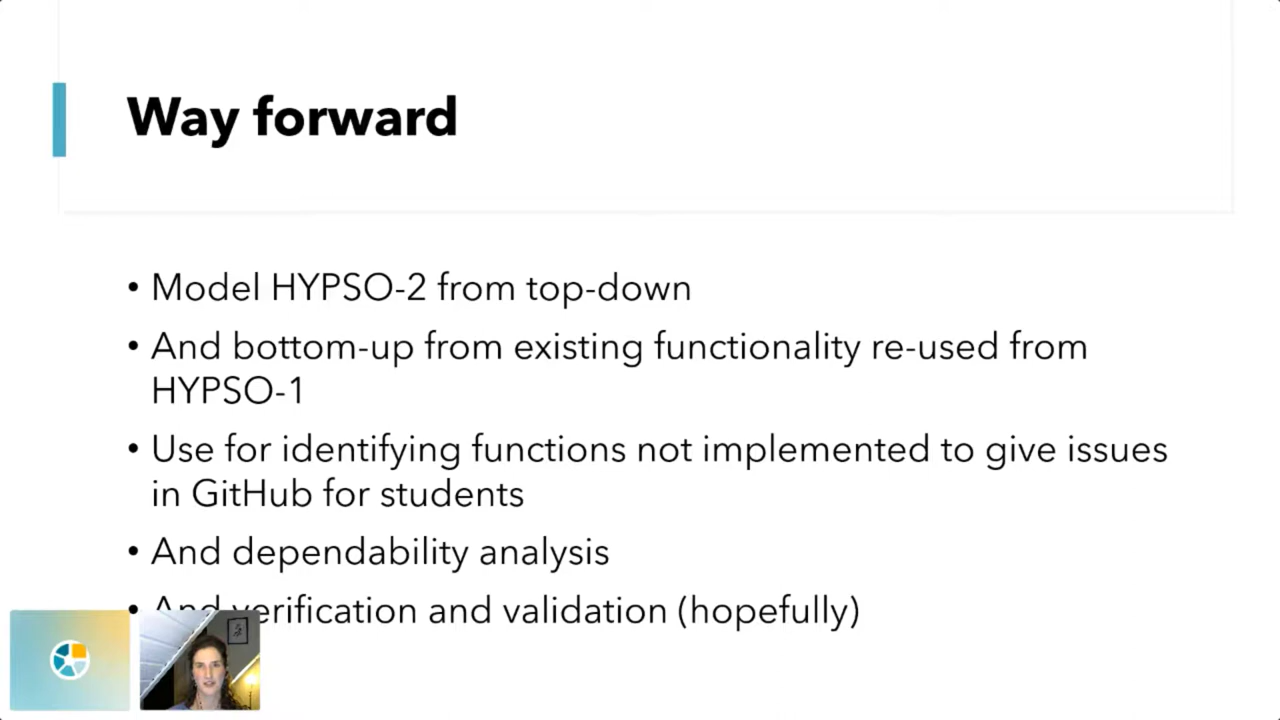 Way forward
• Model HYPSO-2 from top-down
• And bottom-up from existing functionality re-used from
HYPSO-1
• Use for identifying functions not implemented to give issues
in GitHub for students
• And dependability analysis
• And verification and validation (hopefully)